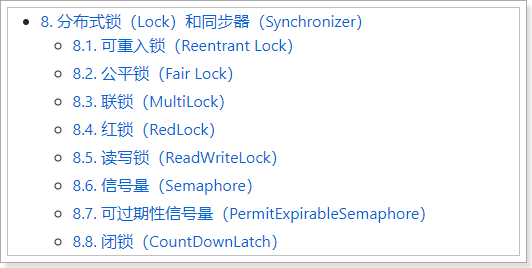 8. 分布式锁（Lock）和同步器（Synchronizer）
8.1. 可重入锁（Reentrant Lock）
8.2. 公平锁（Fair Lock）
8.3. 联锁（MultiLock）
8.4. 红锁（RedLock）
8.5. 读写锁（ReadWriteLock）
8.6. 信号量（Semaphore）
8.7. 可过期性信号量（PermitExpirableSemaphore）
8.8. 闭锁（CountDownLatch）